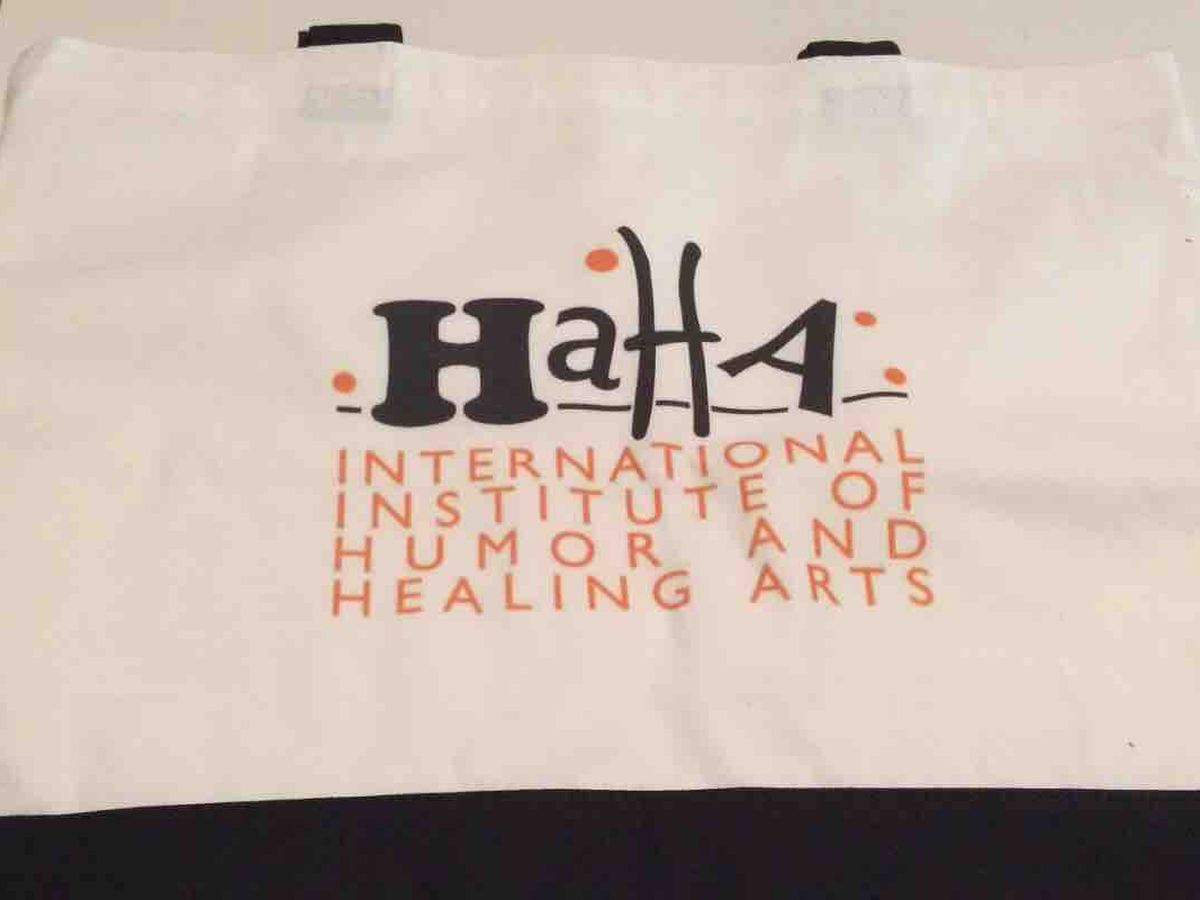 HaHA
INTERNATIONAL
INSTITUTE OF
HUMOR AND
HEALING ARTS